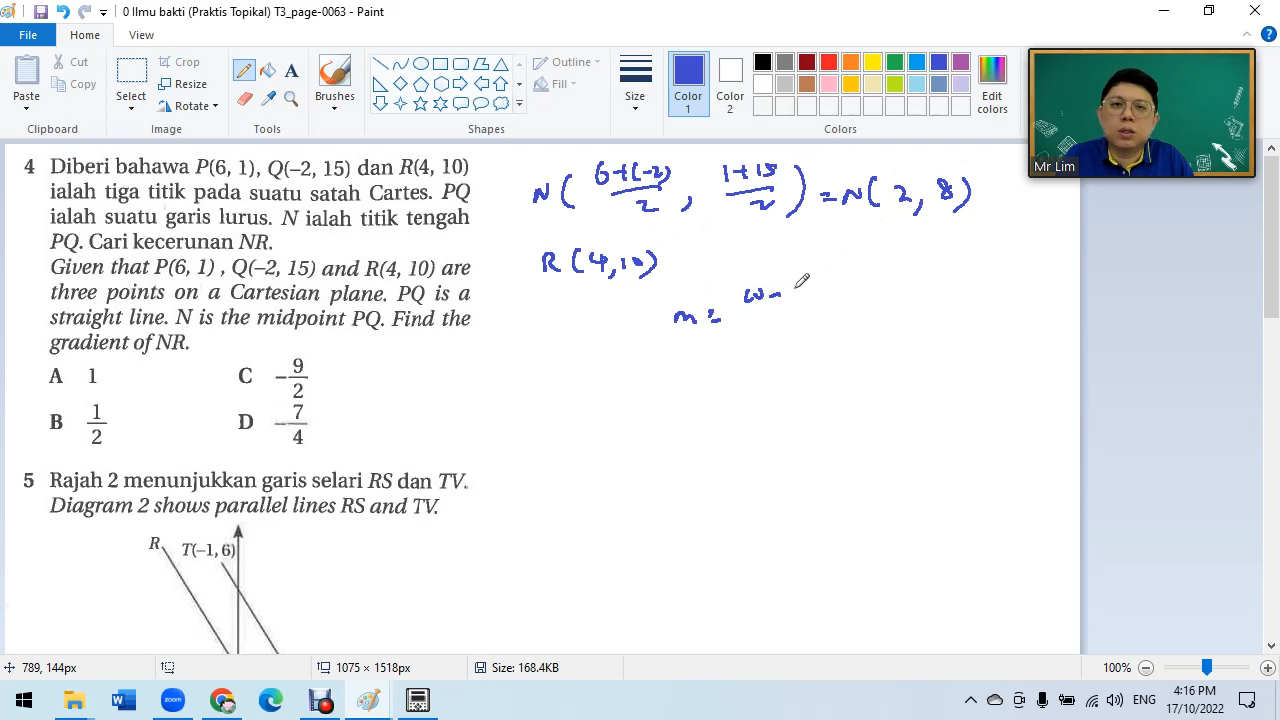 0 Ilmu bakti (Praktis Topikal) T3_page-0063 - Paint
File Home View
Paste Cut Copy Clipboard
Select Crop Resize Rotate Image
Tools
Brushes
Outline Fill Shapes
Size
Color 1 Color 2 Edit colors Colors
Mr Lim
4 Diberi bahawa P(6, 1), Q(–2, 15) dan R(4, 10)
ialah tiga titik pada suatu satah Cartes. PQ
ialah suatu garis lurus. N ialah titik tengah
PQ. Cari kecerunan NR.
Given that P(6, 1) , Q(–2, 15) and R(4, 10) are
three points on a Cartesian plane. PQ is a
straight line. N is the midpoint PQ. Find the
gradient of NR.
A 1 C –9/2
B 1/2 D –7/4
N( 6+(-2)/2 , 1+15/2 ) = N( 2, 8)
R (4, 10)
m = 10 -
5 Rajah 2 menunjukkan garis selari RS dan TV.
Diagram 2 shows parallel lines RS and TV.
R T(–1, 6)
789, 144px 1075 × 1518px Size: 168.4KB 100%
ENG 4:16 PM 17/10/2022
zoom